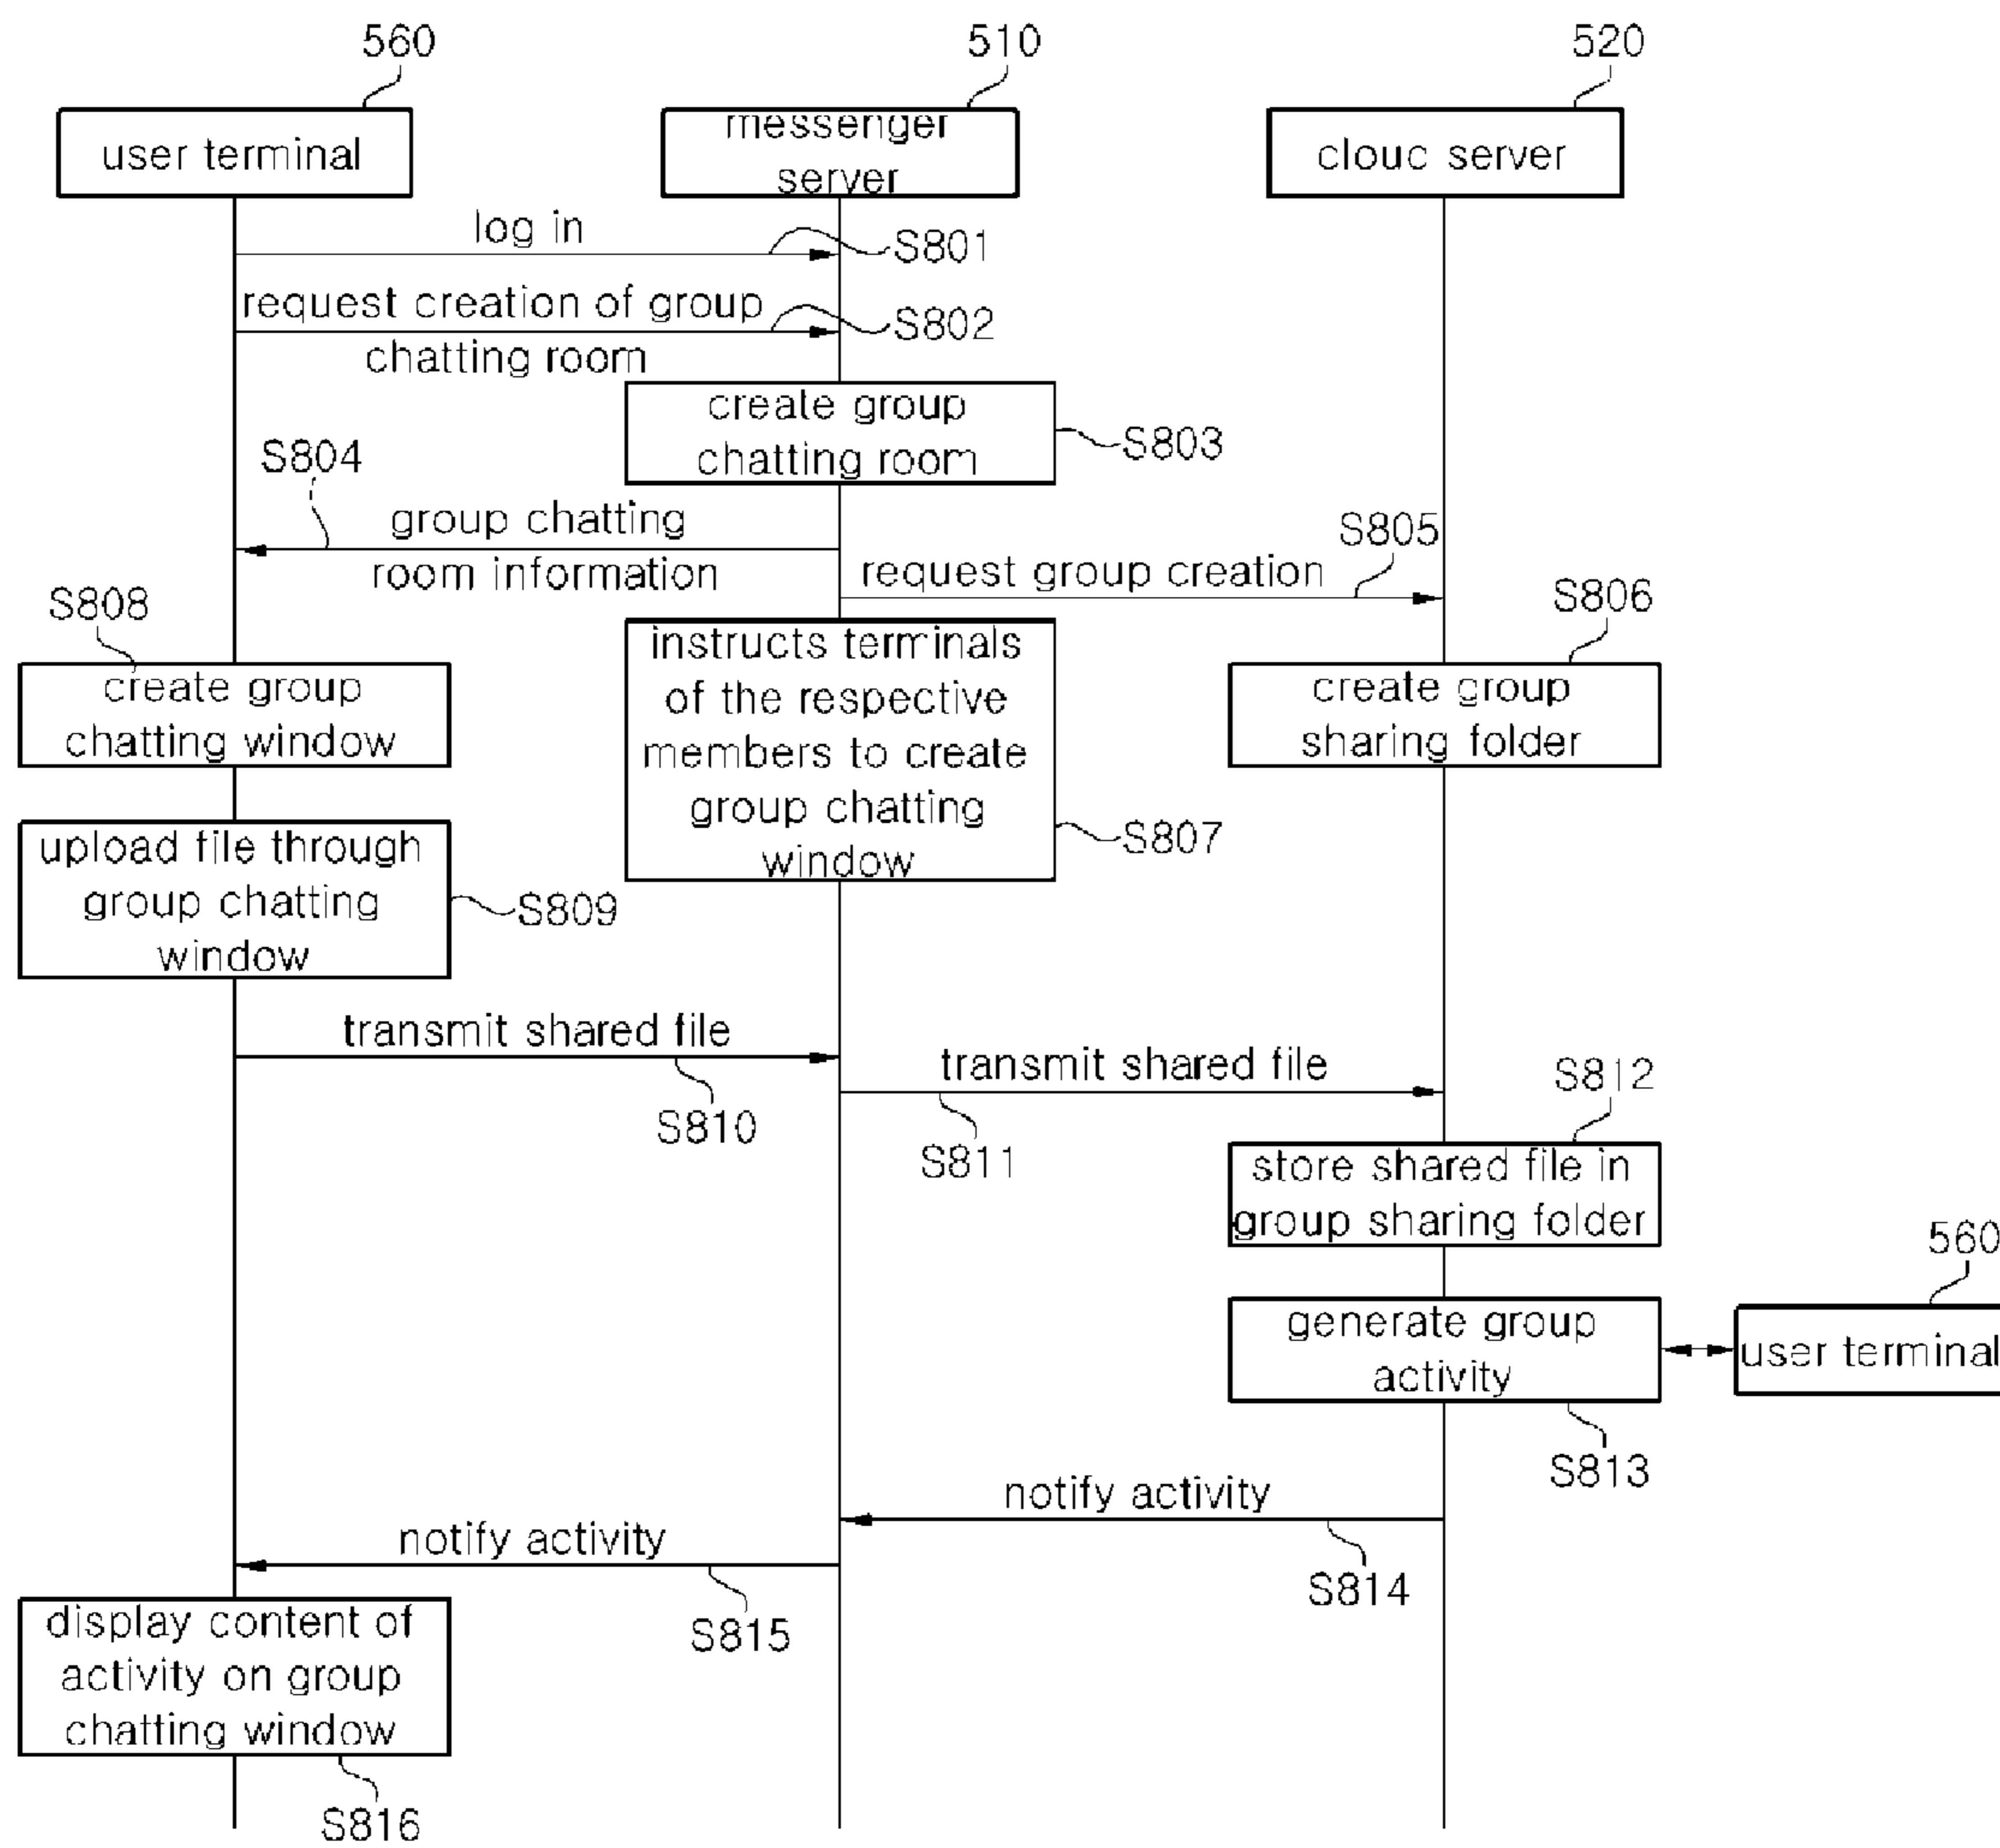 560
510
520
user terminal
messenger
server
clouc server
log in
S801
request creation of group
S802
chatting room
create group
chatting room
S803
S804
group chatting
room information
S805
request group creation
S806
S808
instructs terminals
of the respective
members to create
group chatting
window
S807
create group
chatting window
create group
sharing folder
upload file through
group chatting
window
S809
transmit shared file
S810
transmit shared file
S811
S812
store shared file in
group sharing folder
560
generate group
activity
user terminal
S813
notify activity
S814
notify activity
S815
display content of
activity on group
chatting window
S816